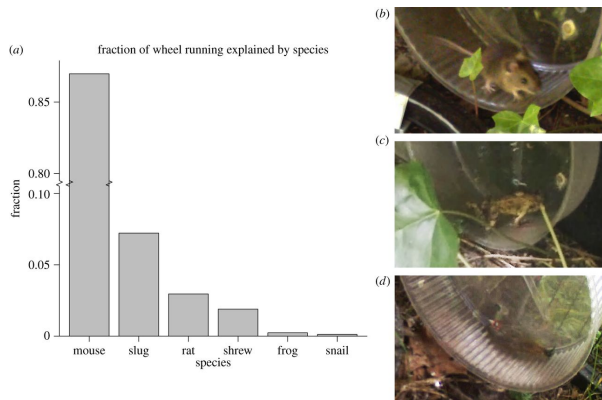 (a)
fraction of wheel running explained by species
fraction
0.85
0.80
0.10
0.05
0
mouse slug rat shrew frog snail
species
(b)
(c)
(d)